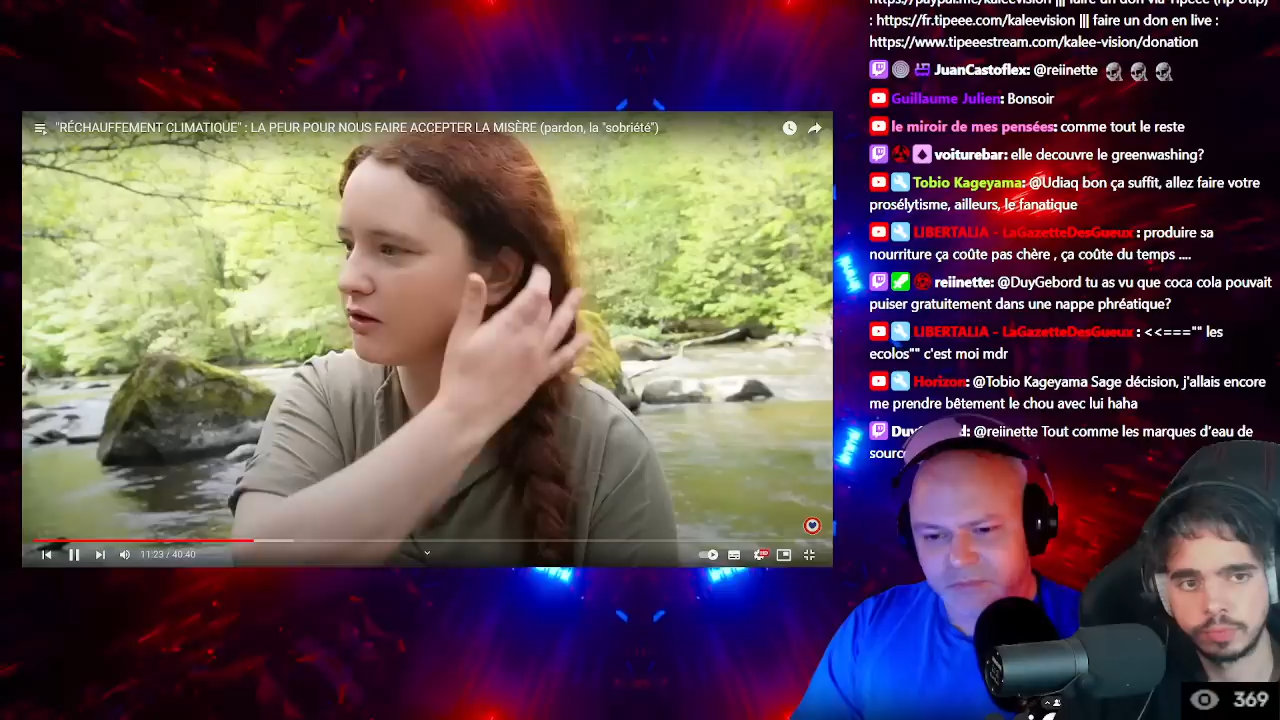 https://paypal.me/kaleevision ||| faire un don via Tipeee (rip Utip)
: https://fr.tipeee.com/kaleevision ||| faire un don en live :
https://www.tipeeestream.com/kalee-vision/donation
JuanCastoflex: @reiinette
Guillaume Julien: Bonsoir
le miroir de mes pensées: comme tout le reste
voiturebar: elle decouvre le greenwashing?
Tobio Kageyama: @Udiaq bon ça suffit, allez faire votre
prosélytisme, ailleurs, le fanatique
LIBERTALIA - LaGazetteDesGueux : produire sa
nourriture ça coûte pas chère , ça coûte du temps ....
reiinette: @DuyGebord tu as vu que coca cola pouvait
puiser gratuitement dans une nappe phréatique?
LIBERTALIA - LaGazetteDesGueux : <<==="" les
ecolos"" c'est moi mdr
Horizon: @Tobio Kageyama Sage décision, j'allais encore
me prendre bêtement le chou avec lui haha
@reiinette Tout comme les marques d'eau de
"RÉCHAUFFEMENT CLIMATIQUE" : LA PEUR POUR NOUS FAIRE ACCEPTER LA MISÈRE (pardon, la "sobriété")
11:23 / 40:40
369